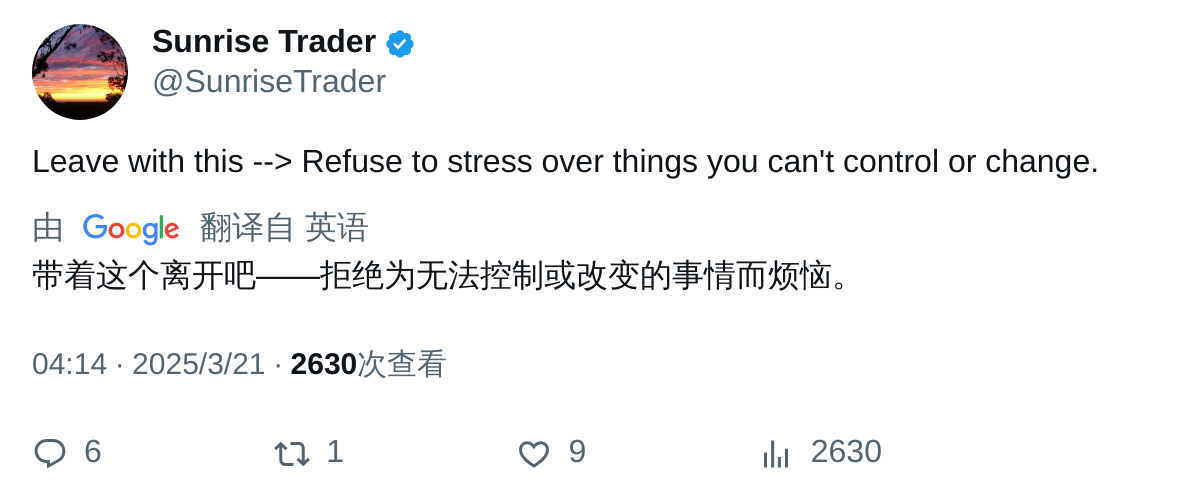 Sunrise Trader
@SunriseTrader
Leave with this --> Refuse to stress over things you can't control or change.
由 Google 翻译自 英语
带着这个离开吧——拒绝为无法控制或改变的事情而烦恼。
04:14 · 2025/3/21 · 2630次查看
6 1 9 2630